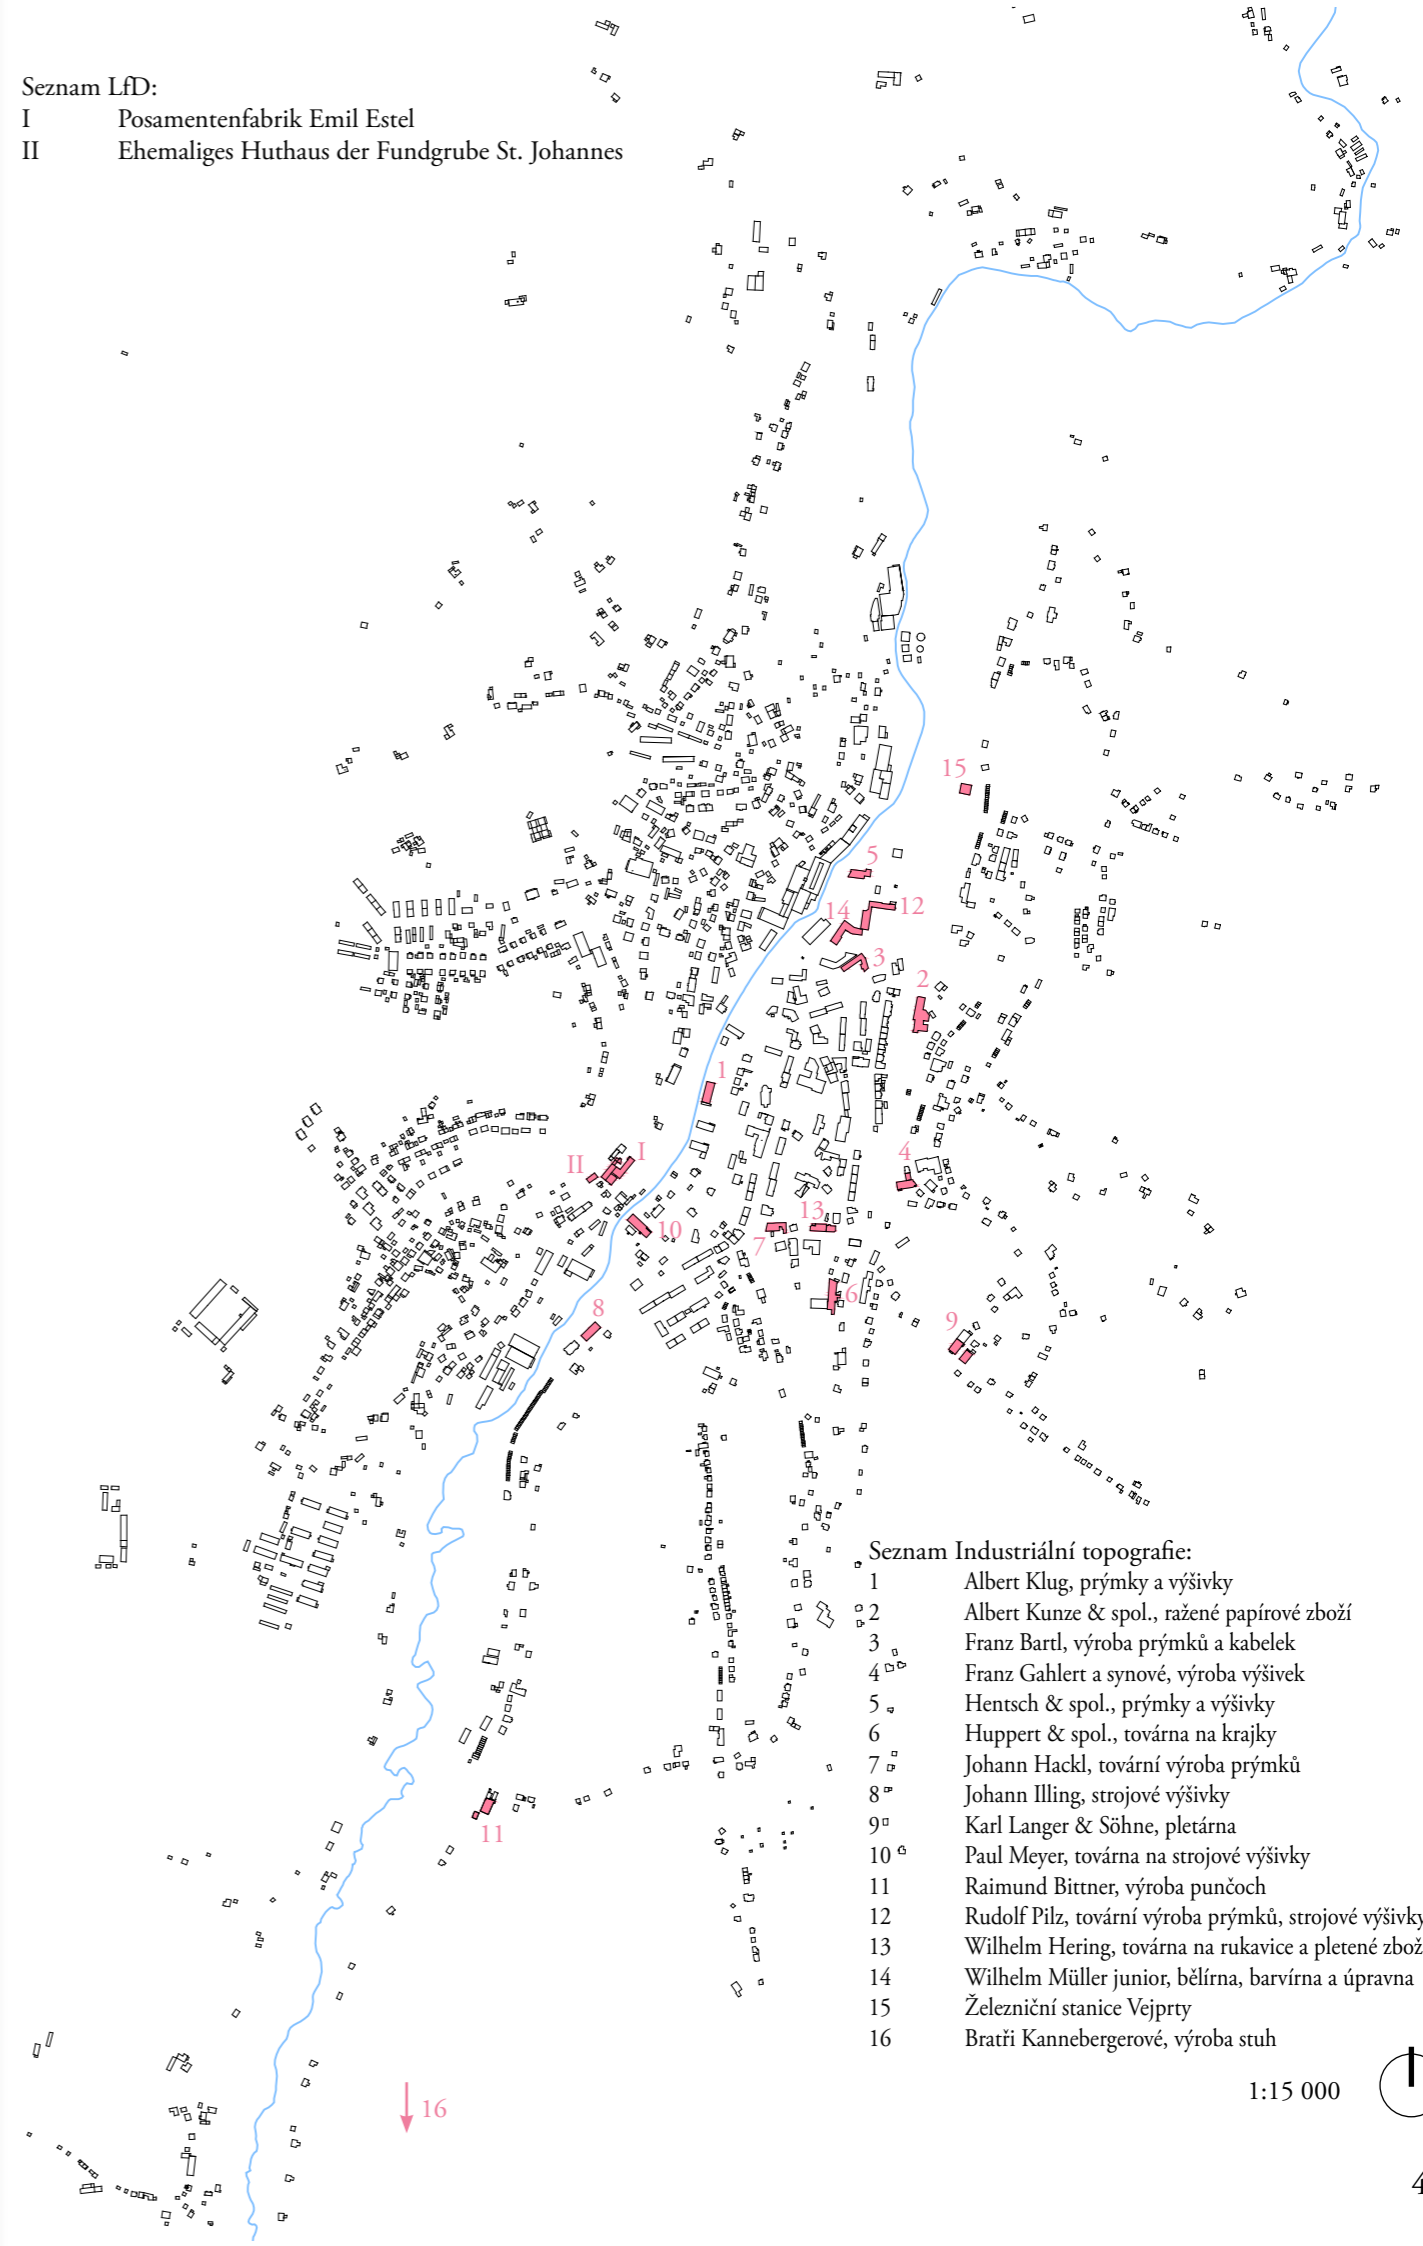 Seznam LfD:
I Posamentenfabrik Emil Estel
II Ehemaliges Huthaus der Fundgrube St. Johannes
15
5
12
14
3
2
1
I
II
4
13
10
7
6
8
9
Seznam Industriální topografie:
1 Albert Klug, prýmky a výšivky
2 Albert Kunze & spol., ražené papírové zboží
3 Franz Bartl, výroba prýmků a kabelek
4 Franz Gahlert a synové, výroba výšivek
5 Hentsch & spol., prýmky a výšivky
6 Huppert & spol., továrna na krajky
7 Johann Hackl, tovární výroba prýmků
8 Johann Illing, strojové výšivky
9 Karl Langer & Söhne, pletárna
10 Paul Meyer, továrna na strojové výšivky
11 Raimund Bittner, výroba punčoch
12 Rudolf Pilz, tovární výroba prýmků, strojové výšivky
13 Wilhelm Hering, továrna na rukavice a pletené zbož
14 Wilhelm Müller junior, bělírna, barvírna a úpravna
15 Železniční stanice Vejprty
16 Bratři Kannebergerové, výroba stuh
11
1:15 000
16
4